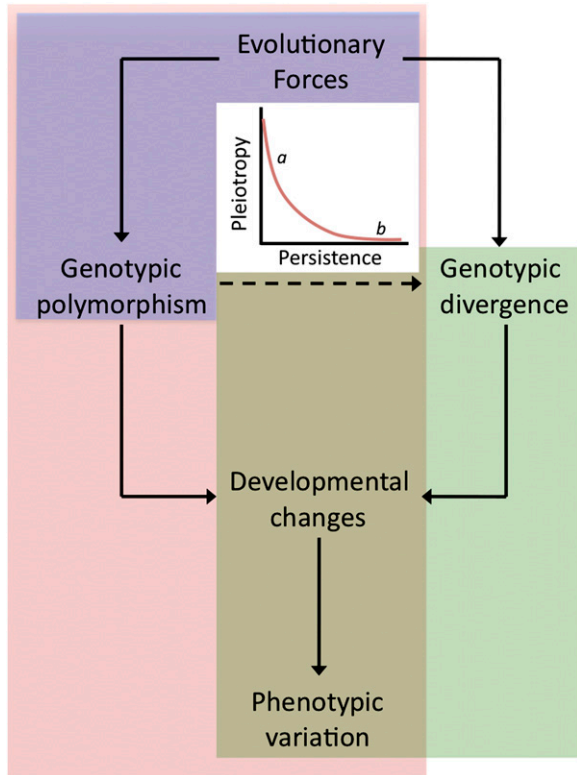 Evolutionary
Forces
Pleiotropy
a
b
Persistence
Genotypic
polymorphism
Genotypic
divergence
Developmental
changes
Phenotypic
variation